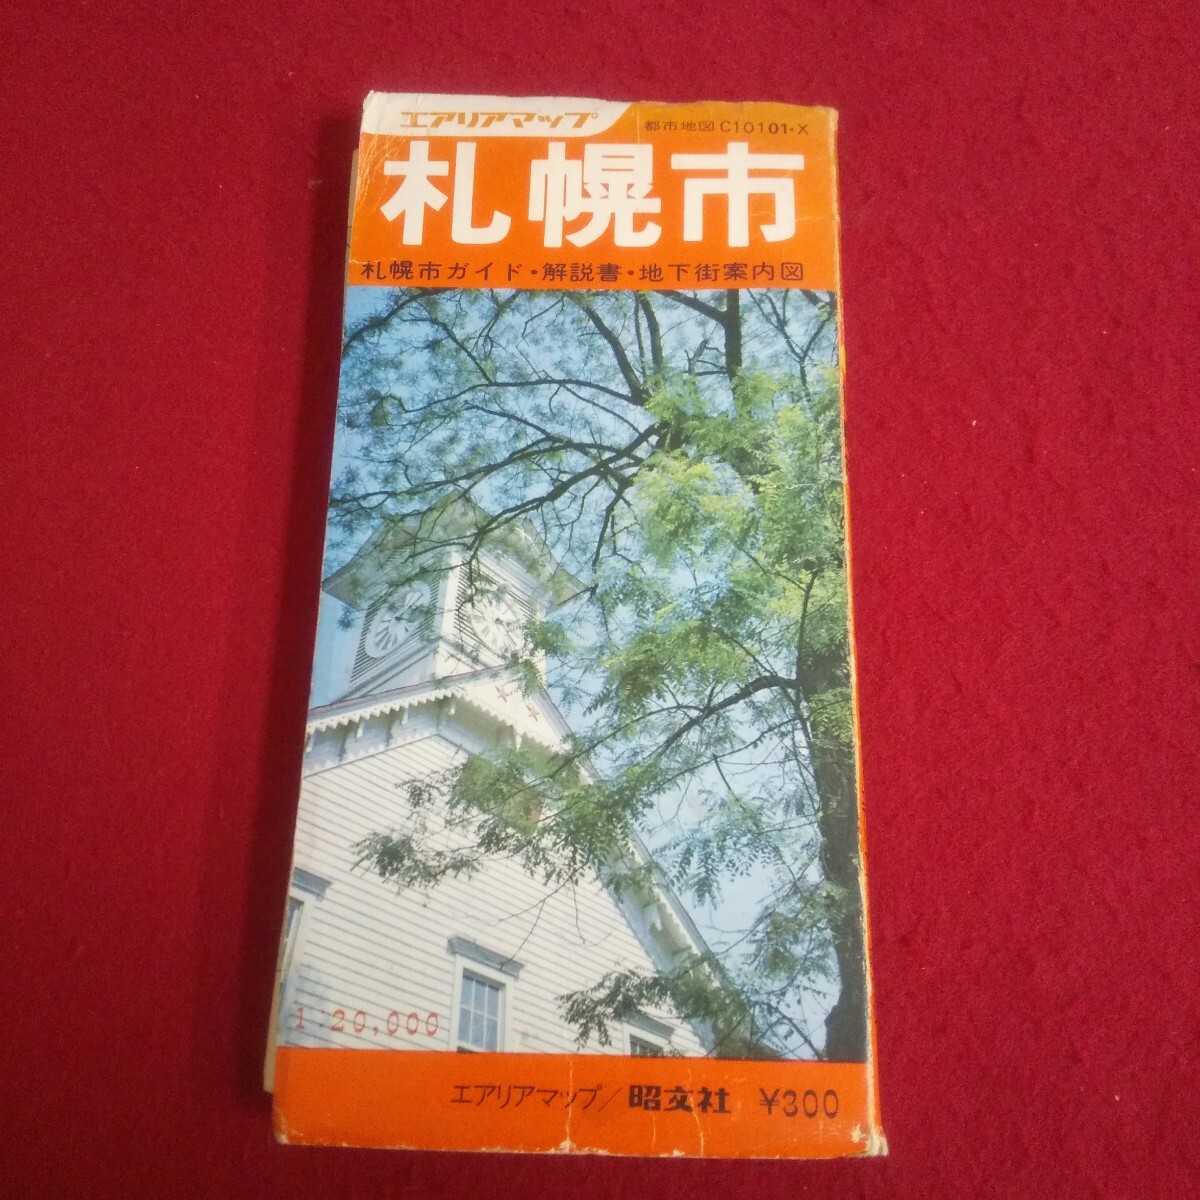 エアリアマップ
都市地図 C10101・X
札幌市
札幌市ガイド・解説書・地下街案内図
1:20,000
エアリアマップ/昭文社 ¥300